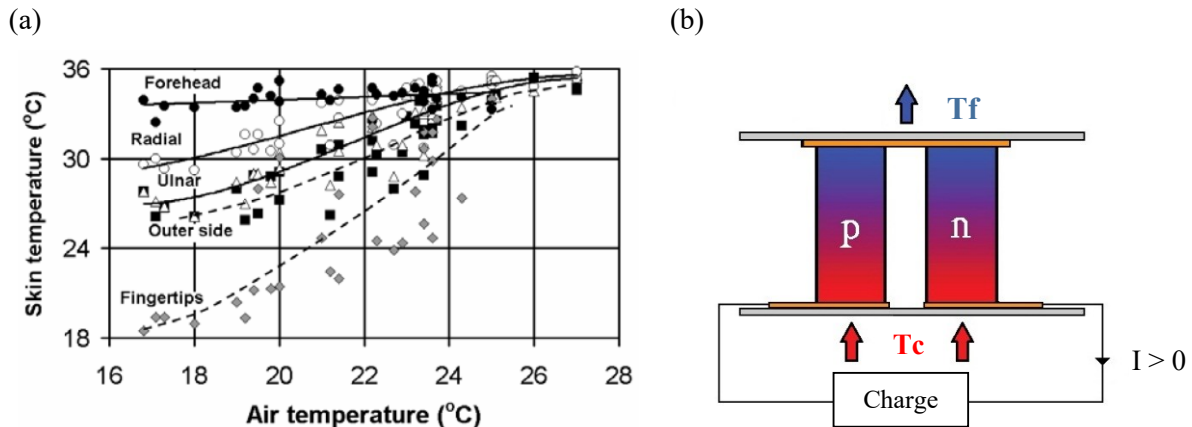 (a)
(b)
36
30
24
18
Skin temperature (°C)
Forehead
Radial
Ulnar
Outer side
Fingertips
16 18 20 22 24 26 28
Air temperature (°C)
Tf
p n
Tc
I > 0
Charge